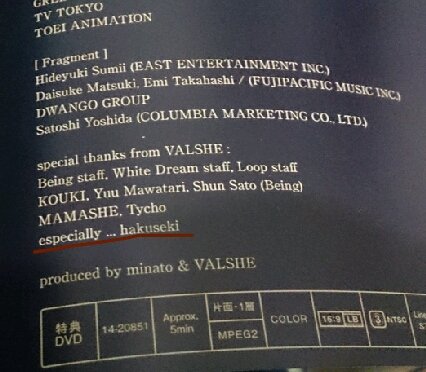 TV TOKYO
TOEI ANIMATION
[ Fragment ]
Hideyuki Sumii (EAST ENTERTAINMENT INC.)
Daisuke Matsuki, Emi Takahashi / (FUJIPACIFIC MUSIC INC.)
DWANGO GROUP
Satoshi Yoshida (COLUMBIA MARKETING CO., LTD.)
special thanks from VALSHE :
Being staff, White Dream staff, Loop staff
KOUKI, Yuu Mawatari, Shun Sato (Being)
MAMASHE, Tycho
especially ... hakuseki
produced by minato & VALSHE
特典 DVD
14-20851
Approx. 5min
片面・1層
MPEG2
COLOR
16:9 LB
3 NTSC